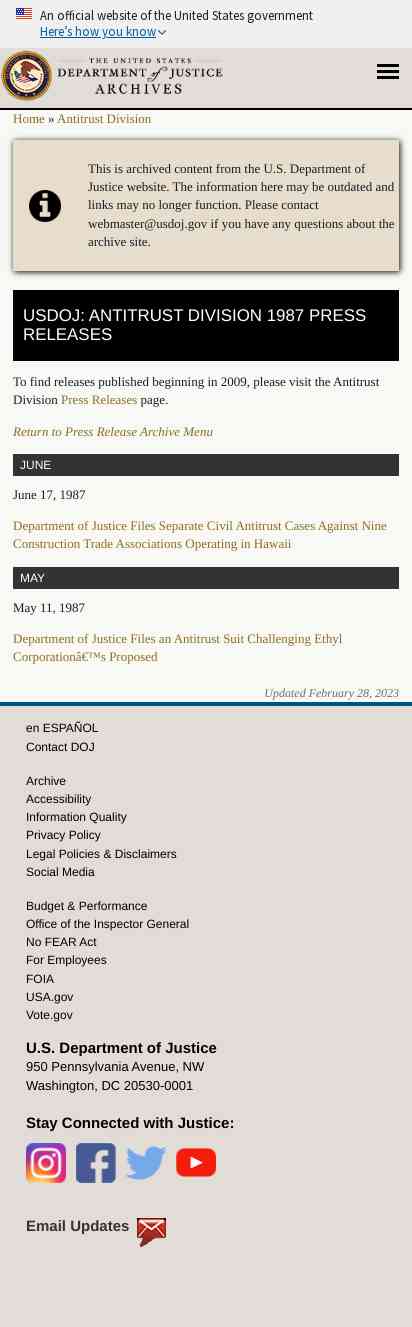 An official website of the United States government
Here's how you know
THE UNITED STATES
DEPARTMENT of JUSTICE
ARCHIVES
Home » Antitrust Division
This is archived content from the U.S. Department of
Justice website. The information here may be outdated and
links may no longer function. Please contact
webmaster@usdoj.gov if you have any questions about the
archive site.
USDOJ: ANTITRUST DIVISION 1987 PRESS
RELEASES
To find releases published beginning in 2009, please visit the Antitrust
Division Press Releases page.
Return to Press Release Archive Menu
JUNE
June 17, 1987
Department of Justice Files Separate Civil Antitrust Cases Against Nine
Construction Trade Associations Operating in Hawaii
MAY
May 11, 1987
Department of Justice Files an Antitrust Suit Challenging Ethyl
Corporationâ€™s Proposed
Updated February 28, 2023
en ESPAÑOL
Contact DOJ
Archive
Accessibility
Information Quality
Privacy Policy
Legal Policies & Disclaimers
Social Media
Budget & Performance
Office of the Inspector General
No FEAR Act
For Employees
FOIA
USA.gov
Vote.gov
U.S. Department of Justice
950 Pennsylvania Avenue, NW
Washington, DC 20530-0001
Stay Connected with Justice:
Email Updates